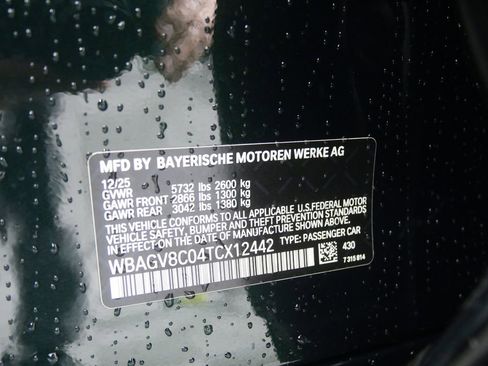 MFD BY BAYERISCHE MOTOREN WERKE AG
12/25
GVWR 5732 lbs 2600 kg
GAWR FRONT 2866 lbs 1300 kg
GAWR REAR 3042 lbs 1380 kg
THIS VEHICLE CONFORMS TO ALL APPLICABLE U.S.FEDERAL MOTOR
VEHICLE SAFETY, BUMPER AND THEFT PREVENTION STANDARDS
IN EFFECT ON THE DATE OF MANUFACTURE SHOWN ABOVE.
WBAGV8C04TCX12442 TYPE: PASSENGER CAR
430
7 315 814